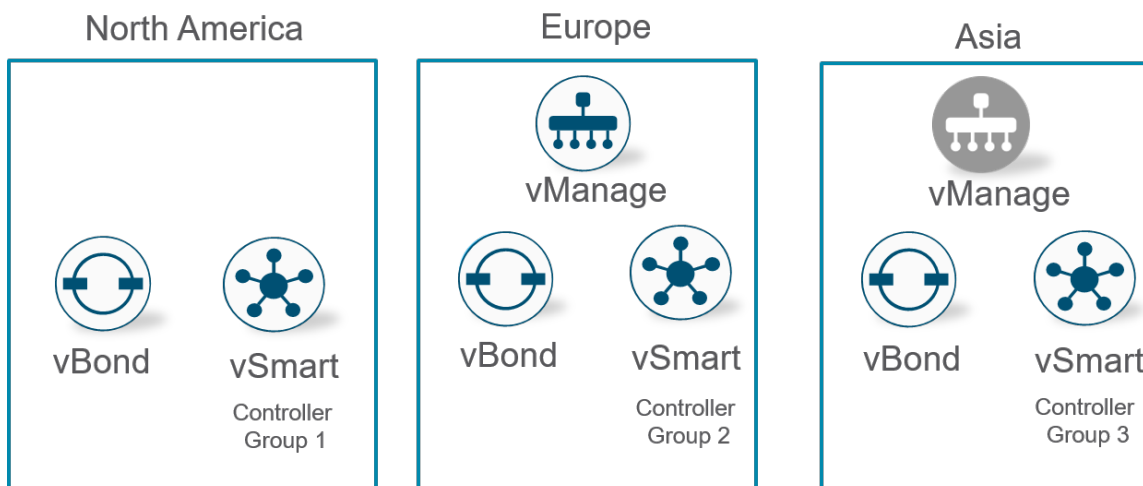 North America
vBond
vSmart
Controller
Group 1
Europe
vManage
vBond
vSmart
Controller
Group 2
Asia
vManage
vBond
vSmart
Controller
Group 3